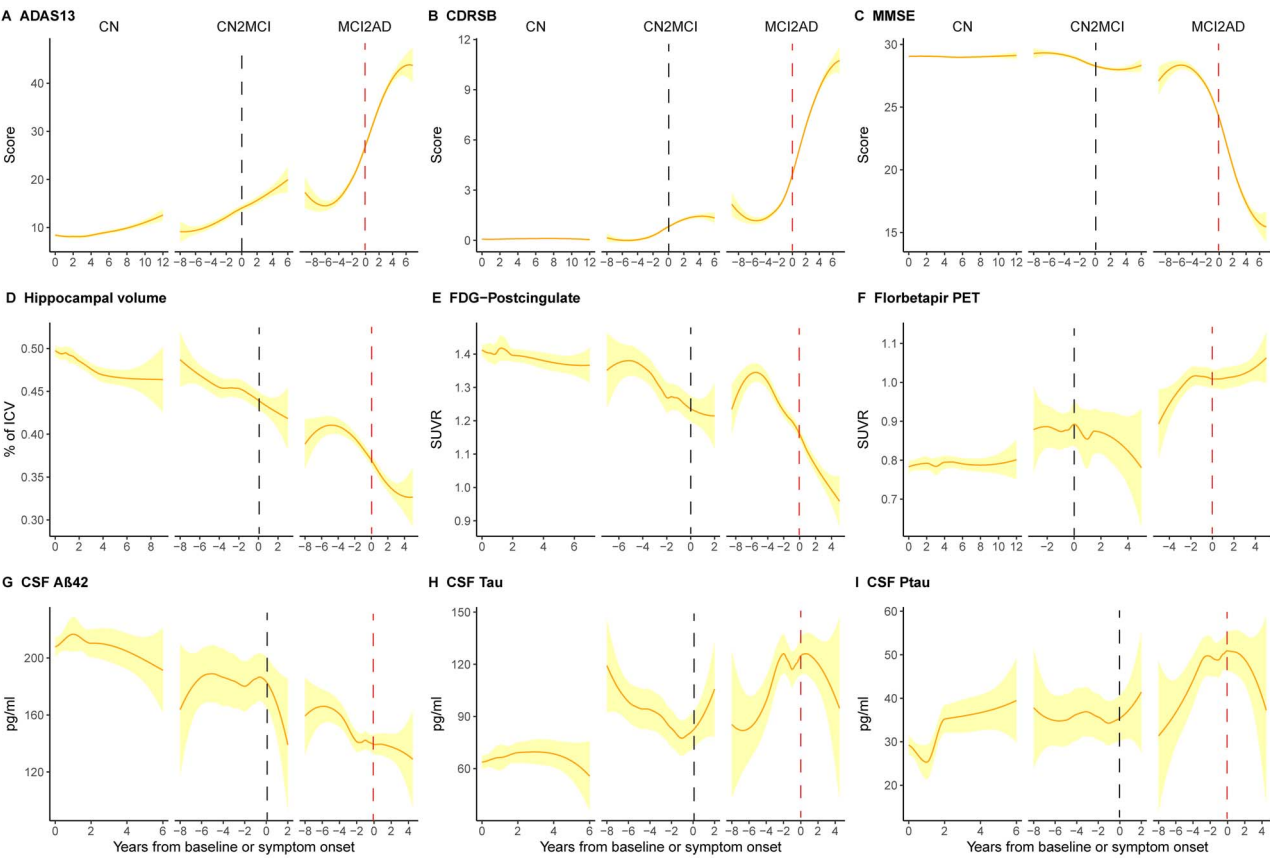 A ADAS13
B CDRSB
C MMSE
CN CN2MCI MCI2AD
CN CN2MCI MCI2AD
CN CN2MCI MCI2AD
Score
40
30
20
10
0 2 4 6 8 10 12 −8 −6 −4 −2 0 2 4 6 −8 −6 −4 −2 0 2 4 6
Score
12
9
6
3
0
0 2 4 6 8 10 12 −8 −6 −4 −2 0 2 4 6 −8 −6 −4 −2 0 2 4 6
Score
30
25
20
15
0 2 4 6 8 10 12 −8 −6 −4 −2 0 2 4 6 −8 −6 −4 −2 0 2 4 6
D Hippocampal volume
E FDG−Postcingulate
F Florbetapir PET
% of ICV
0.50
0.45
0.40
0.35
0.30
0 2 4 6 8 −8 −6 −4 −2 0 2 −8 −6 −4 −2 0 2 4
SUVR
1.4
1.3
1.2
1.1
1.0
0.9
0 2 4 6 −6 −4 −2 0 2 −8 −6 −4 −2 0 2 4
SUVR
1.1
1.0
0.9
0.8
0.7
0 2 4 6 8 10 12 −2 0 2 4 −4 −2 0 2 4
G CSF Aß42
H CSF Tau
I CSF Ptau
pg/ml
200
160
120
0 2 4 6 −8 −6 −4 −2 0 2 −8 −6 −4 −2 0 2 4
Years from baseline or symptom onset
pg/ml
150
120
90
60
0 2 4 6 −8 −6 −4 −2 0 2 −8 −6 −4 −2 0 2 4
Years from baseline or symptom onset
pg/ml
60
50
40
30
20
0 2 4 6 −8 −6 −4 −2 0 2 −8 −6 −4 −2 0 2 4
Years from baseline or symptom onset